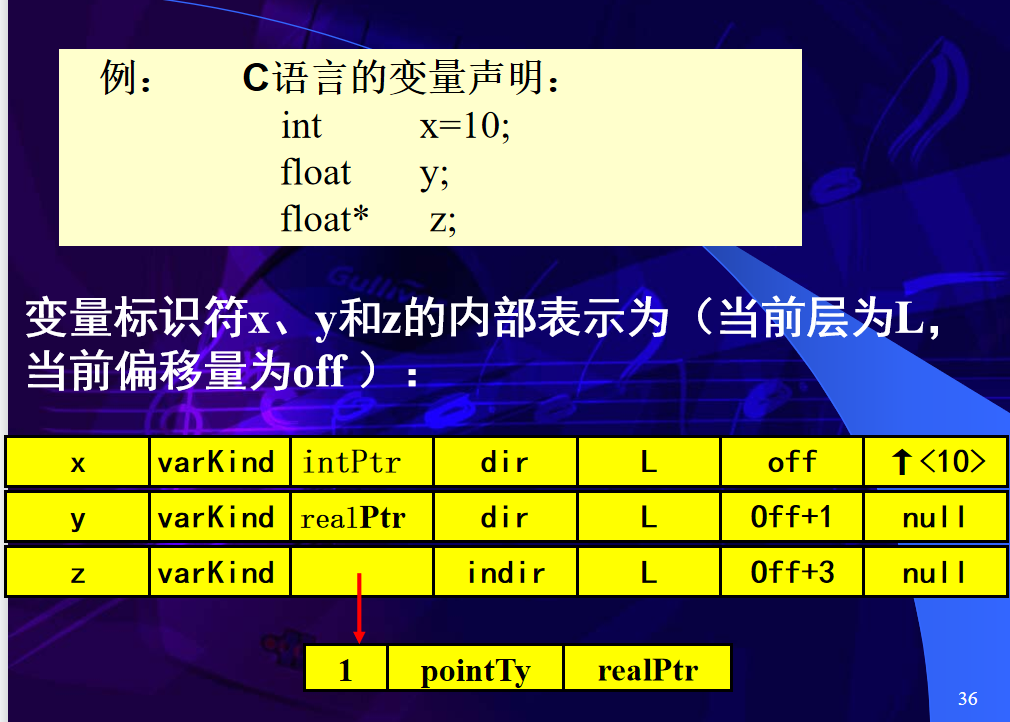 例： C语言的变量声明：
int x=10;
float y;
float* z;
变量标识符x、y和z的内部表示为（当前层为L，
当前偏移量为off ）：
x varKind intPtr dir L off ↑<10>
y varKind realPtr dir L Off+1 null
z varKind indir L Off+3 null
1 pointTy realPtr
36